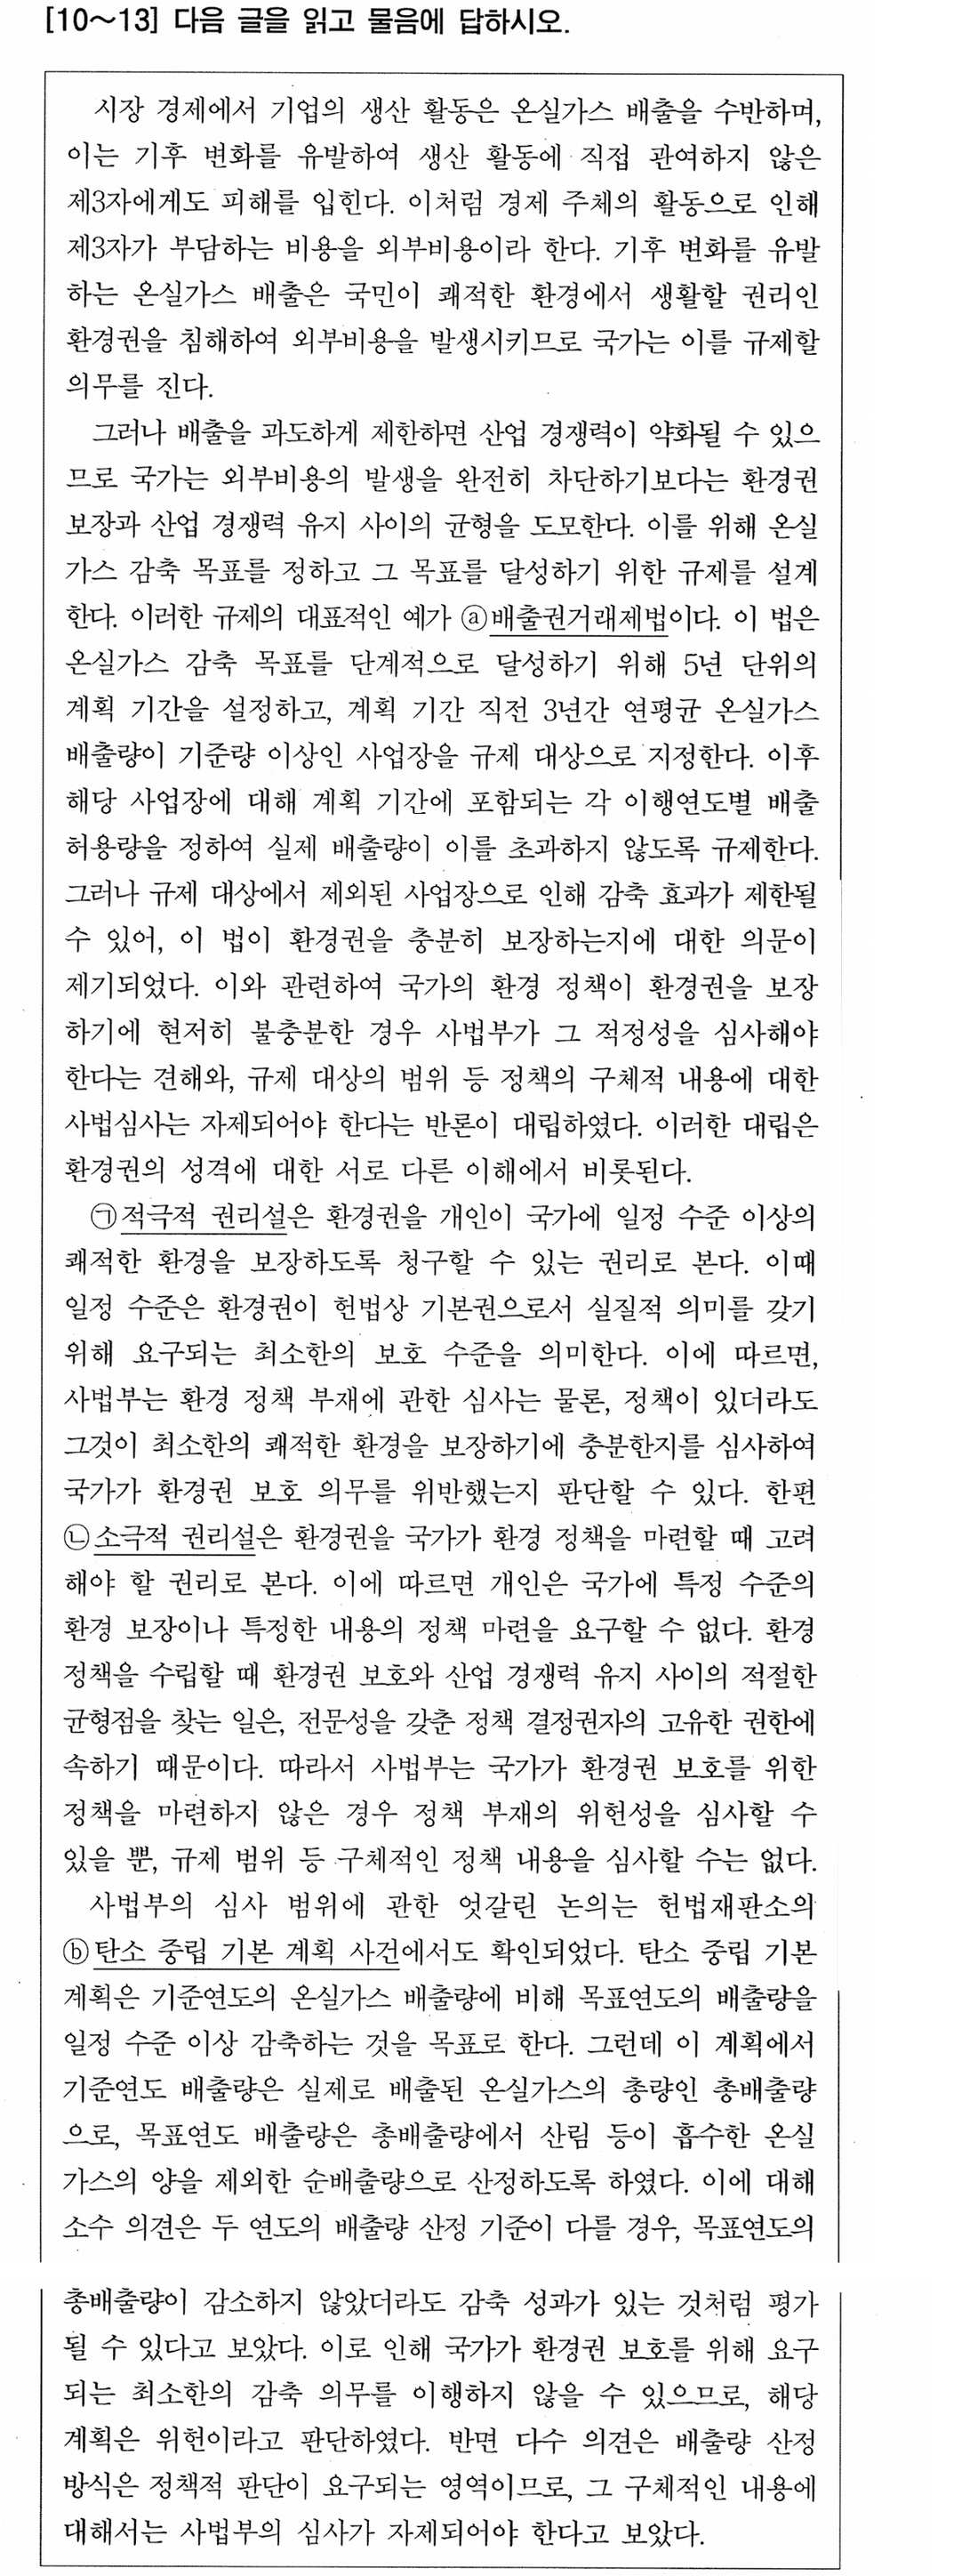 [10～13] 다음 글을 읽고 물음에 답하시오.
시장 경제에서 기업의 생산 활동은 온실가스 배출을 수반하며,
이는 기후 변화를 유발하여 생산 활동에 직접 관여하지 않은
제3자에게도 피해를 입힌다. 이처럼 경제 주체의 활동으로 인해
제3자가 부담하는 비용을 외부비용이라 한다. 기후 변화를 유발
하는 온실가스 배출은 국민이 쾌적한 환경에서 생활할 권리인
환경권을 침해하여 외부비용을 발생시키므로 국가는 이를 규제할
의무를 진다.
그러나 배출을 과도하게 제한하면 산업 경쟁력이 약화될 수 있으
므로 국가는 외부비용의 발생을 완전히 차단하기보다는 환경권
보장과 산업 경쟁력 유지 사이의 균형을 도모한다. 이를 위해 온실
가스 감축 목표를 정하고 그 목표를 달성하기 위한 규제를 설계
한다. 이러한 규제의 대표적인 예가 ⓐ배출권거래제법이다. 이 법은
온실가스 감축 목표를 단계적으로 달성하기 위해 5년 단위의
계획 기간을 설정하고, 계획 기간 직전 3년간 연평균 온실가스
배출량이 기준량 이상인 사업장을 규제 대상으로 지정한다. 이후
해당 사업장에 대해 계획 기간에 포함되는 각 이행연도별 배출
허용량을 정하여 실제 배출량이 이를 초과하지 않도록 규제한다.
그러나 규제 대상에서 제외된 사업장으로 인해 감축 효과가 제한될
수 있어, 이 법이 환경권을 충분히 보장하는지에 대한 의문이
제기되었다. 이와 관련하여 국가의 환경 정책이 환경권을 보장
하기에 현저히 불충분한 경우 사법부가 그 적정성을 심사해야
한다는 견해와, 규제 대상의 범위 등 정책의 구체적 내용에 대한
사법심사는 자제되어야 한다는 반론이 대립하였다. 이러한 대립은
환경권의 성격에 대한 서로 다른 이해에서 비롯된다.
㉠적극적 권리설은 환경권을 개인이 국가에 일정 수준 이상의
쾌적한 환경을 보장하도록 청구할 수 있는 권리로 본다. 이때
일정 수준은 환경권이 헌법상 기본권으로서 실질적 의미를 갖기
위해 요구되는 최소한의 보호 수준을 의미한다. 이에 따르면,
사법부는 환경 정책 부재에 관한 심사는 물론, 정책이 있더라도
그것이 최소한의 쾌적한 환경을 보장하기에 충분한지를 심사하여
국가가 환경권 보호 의무를 위반했는지 판단할 수 있다. 한편
㉡소극적 권리설은 환경권을 국가가 환경 정책을 마련할 때 고려
해야 할 권리로 본다. 이에 따르면 개인은 국가에 특정 수준의
환경 보장이나 특정한 내용의 정책 마련을 요구할 수 없다. 환경
정책을 수립할 때 환경권 보호와 산업 경쟁력 유지 사이의 적절한
균형점을 찾는 일은, 전문성을 갖춘 정책 결정권자의 고유한 권한에
속하기 때문이다. 따라서 사법부는 국가가 환경권 보호를 위한
정책을 마련하지 않은 경우 정책 부재의 위헌성을 심사할 수
있을 뿐, 규제 범위 등 구체적인 정책 내용을 심사할 수는 없다.
사법부의 심사 범위에 관한 엇갈린 논의는 헌법재판소의
ⓑ탄소 중립 기본 계획 사건에서도 확인되었다. 탄소 중립 기본
계획은 기준연도의 온실가스 배출량에 비해 목표연도의 배출량을
일정 수준 이상 감축하는 것을 목표로 한다. 그런데 이 계획에서
기준연도 배출량은 실제로 배출된 온실가스의 총량인 총배출량
으로, 목표연도 배출량은 총배출량에서 산림 등이 흡수한 온실
가스의 양을 제외한 순배출량으로 산정하도록 하였다. 이에 대해
소수 의견은 두 연도의 배출량 산정 기준이 다를 경우, 목표연도의
총배출량이 감소하지 않았더라도 감축 성과가 있는 것처럼 평가
될 수 있다고 보았다. 이로 인해 국가가 환경권 보호를 위해 요구
되는 최소한의 감축 의무를 이행하지 않을 수 있으므로, 해당
계획은 위헌이라고 판단하였다. 반면 다수 의견은 배출량 산정
방식은 정책적 판단이 요구되는 영역이므로, 그 구체적인 내용에
대해서는 사법부의 심사가 자제되어야 한다고 보았다.